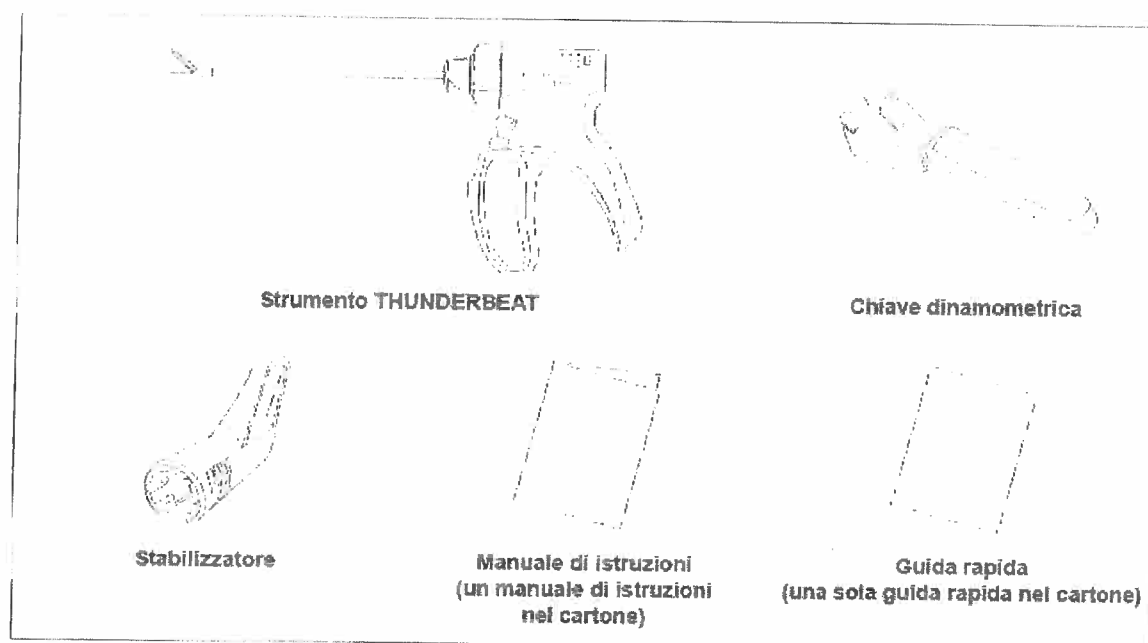 Strumento THUNDERBEAT
Chiave dinamometrica
Stabilizzatore
Manuale di istruzioni
(un manuale di istruzioni
nel cartone)
Guida rapida
(una sola guida rapida nel cartone)